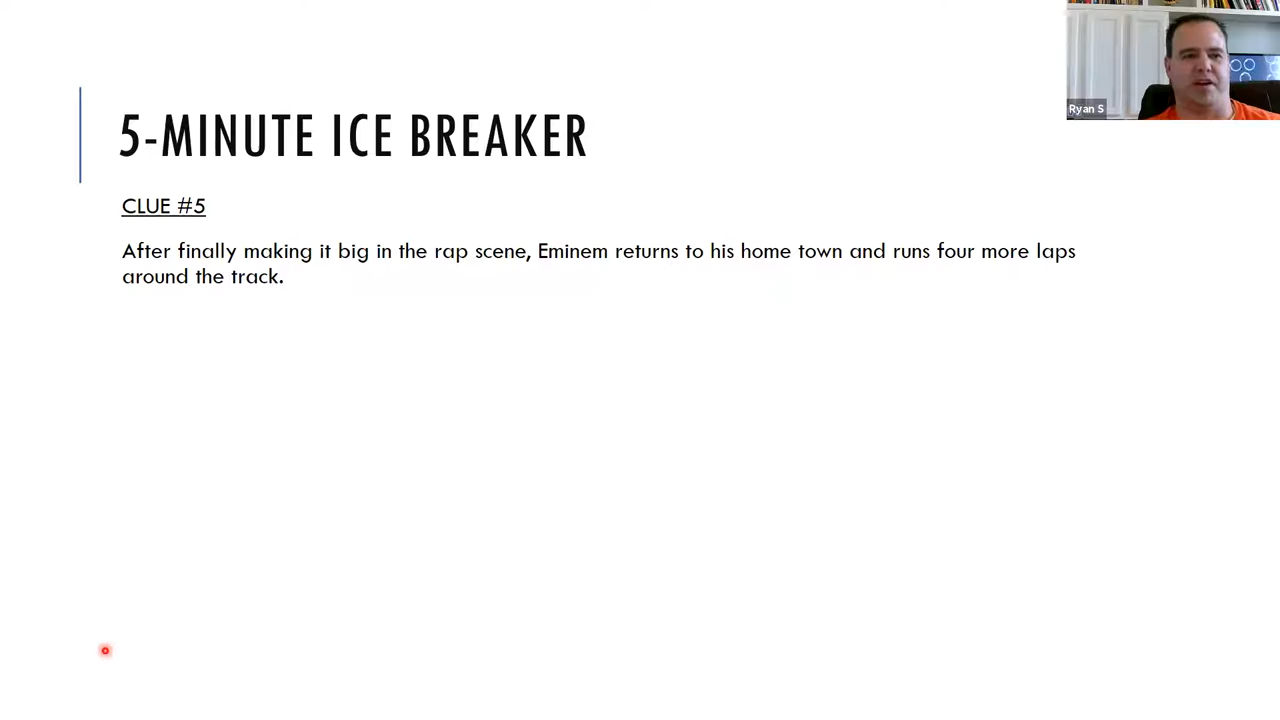 5-MINUTE ICE BREAKER
CLUE #5
After finally making it big in the rap scene, Eminem returns to his home town and runs four more laps
around the track.
Ryan S